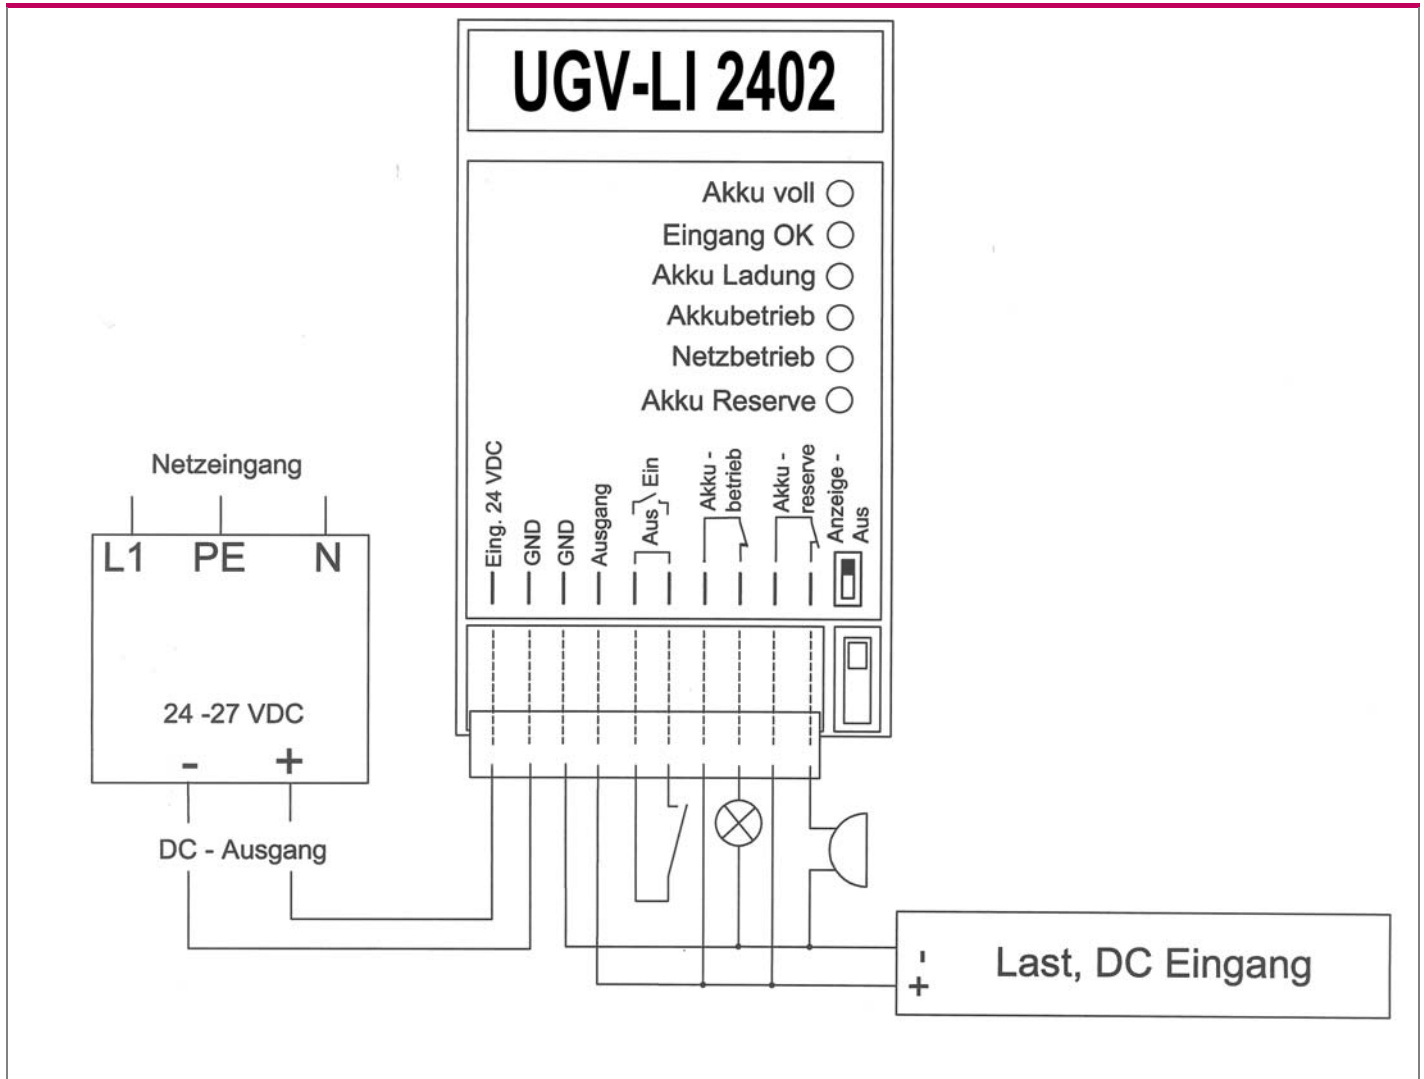 UGV-LI 2402
Akku voll
Eingang OK
Akku Ladung
Akkubetrieb
Netzbetrieb
Akku Reserve
Eing. 24 VDC
GND
GND
Ausgang
Aus Ein
Akku -
betrieb
Akku -
reserve
Anzeige -
Aus
Netzeingang
L1 PE N
24 -27 VDC
- +
DC - Ausgang
-
+
Last, DC Eingang